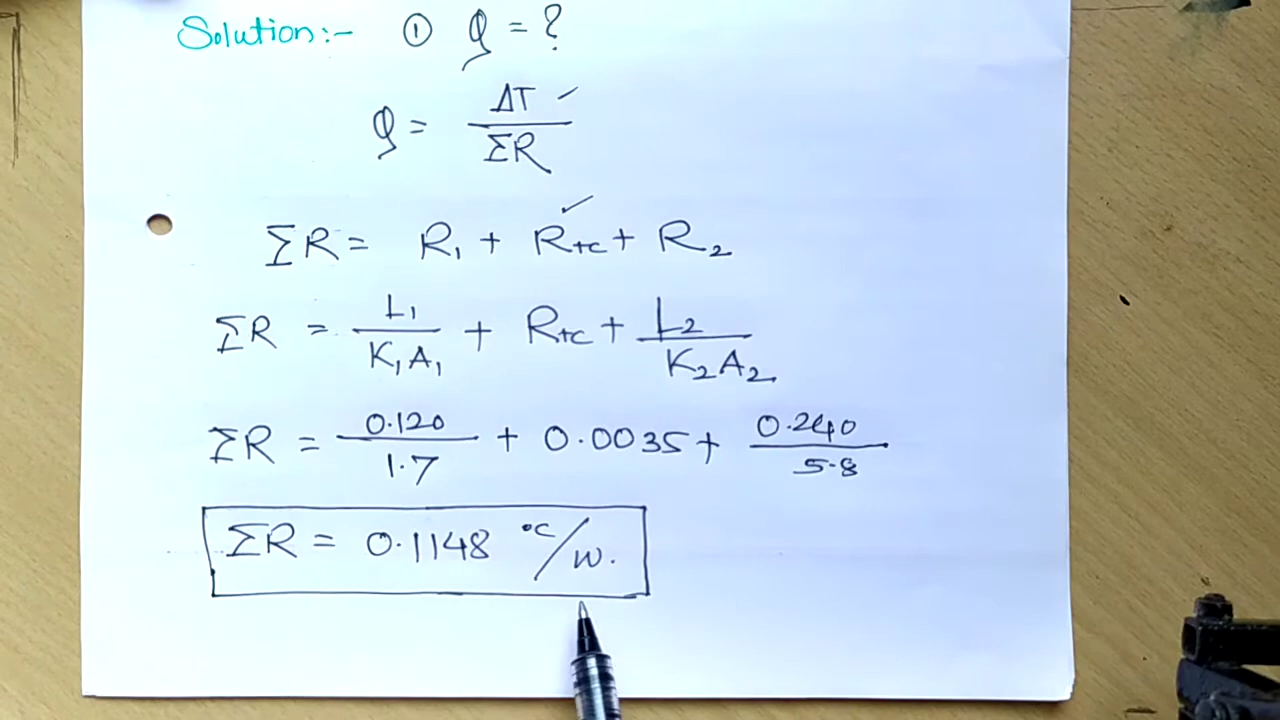 Solution:- ① Q = ?
Q = ΔT / ΣR
ΣR = R₁ + Rtc + R₂
ΣR = L₁ / K₁A₁ + Rtc + L₂ / K₂A₂
ΣR = 0.120 / 1.7 + 0.0035 + 0.240 / 5.8
ΣR = 0.1148 °C/W.